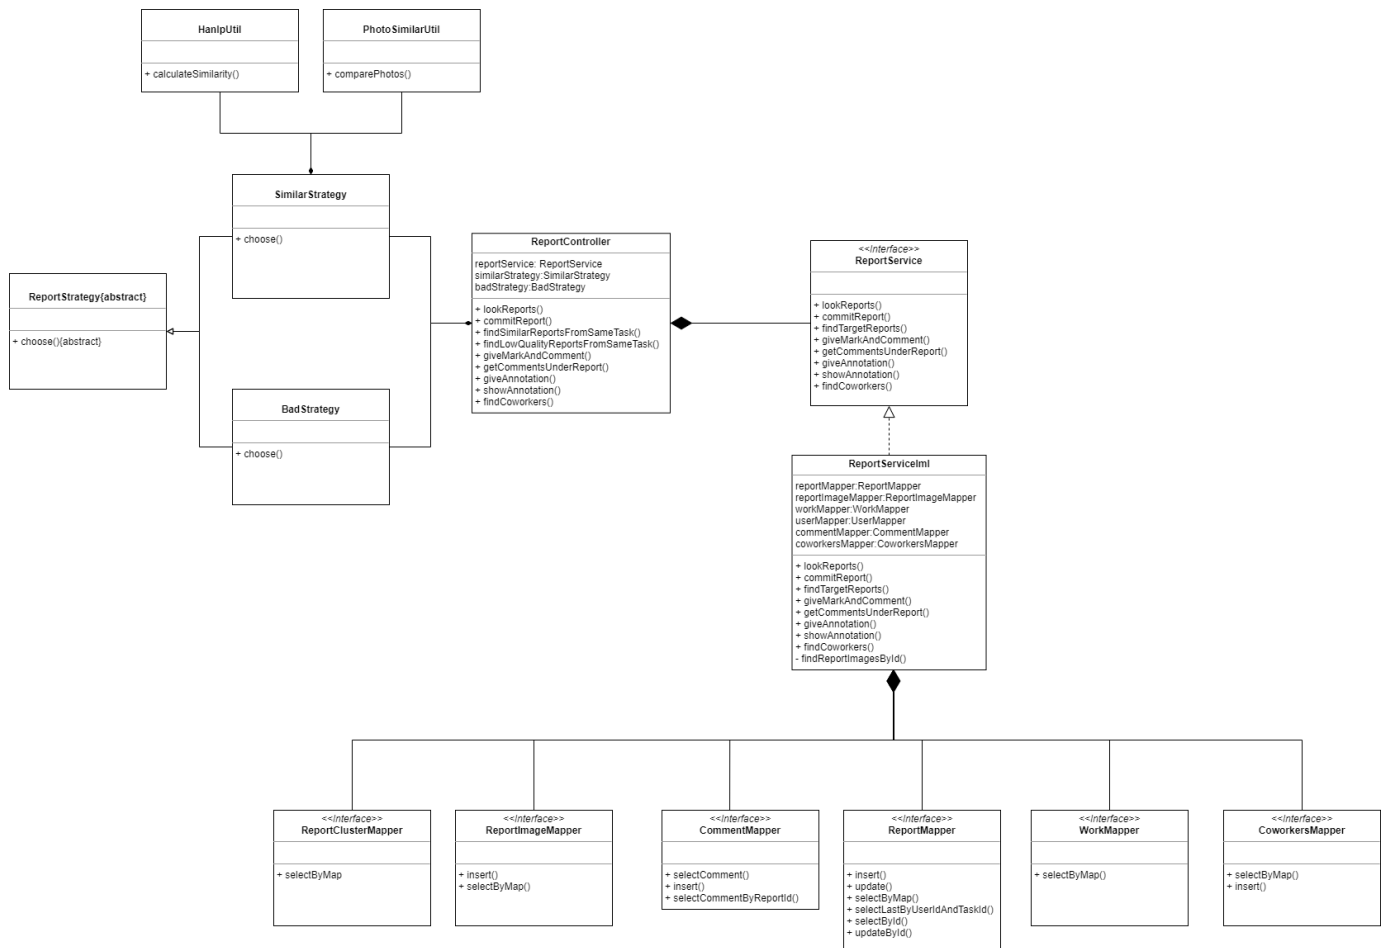 HanlpUtil
+ calculateSimilarity()
PhotoSimilarUtil
+ comparePhotos()
SimilarStrategy
+ choose()
ReportStrategy{abstract}
+ choose(){abstract}
BadStrategy
+ choose()
ReportController
reportService: ReportService
similarStrategy:SimilarStrategy
badStrategy:BadStrategy
+ lookReports()
+ commitReport()
+ findSimilarReportsFromSameTask()
+ findLowQualityReportsFromSameTask()
+ giveMarkAndComment()
+ getCommentsUnderReport()
+ giveAnnotation()
+ showAnnotation()
+ findCoworkers()
<<Interface>>
ReportService
+ lookReports()
+ commitReport()
+ findTargetReports()
+ giveMarkAndComment()
+ getCommentsUnderReport()
+ giveAnnotation()
+ showAnnotation()
+ findCoworkers()
ReportServiceIml
reportMapper:ReportMapper
reportImageMapper:ReportImageMapper
workMapper:WorkMapper
userMapper:UserMapper
commentMapper:CommentMapper
coworkersMapper:CoworkersMapper
+ lookReports()
+ commitReport()
+ findTargetReports()
+ giveMarkAndComment()
+ getCommentsUnderReport()
+ giveAnnotation()
+ showAnnotation()
+ findCoworkers()
- findReportImagesById()
<<Interface>>
ReportClusterMapper
+ selectByMap
<<Interface>>
ReportImageMapper
+ insert()
+ selectByMap()
<<Interface>>
CommentMapper
+ selectComment()
+ insert()
+ selectCommentByReportId()
<<Interface>>
ReportMapper
+ insert()
+ update()
+ selectByMap()
+ selectLastByUserIdAndTaskId()
+ selectById()
+ updateById()
<<Interface>>
WorkMapper
+ selectByMap()
<<Interface>>
CoworkersMapper
+ selectByMap()
+ insert()